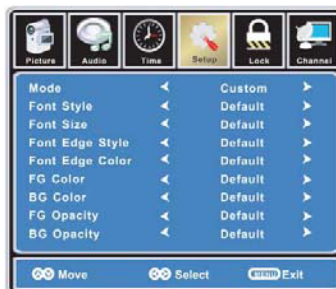 Picture Audio Time Setup Lock Channel
Mode Custom
Font Style Default
Font Size Default
Font Edge Style Default
Font Edge Color Default
FG Color Default
BG Color Default
FG Opacity Default
BG Opacity Default
Move Select Exit